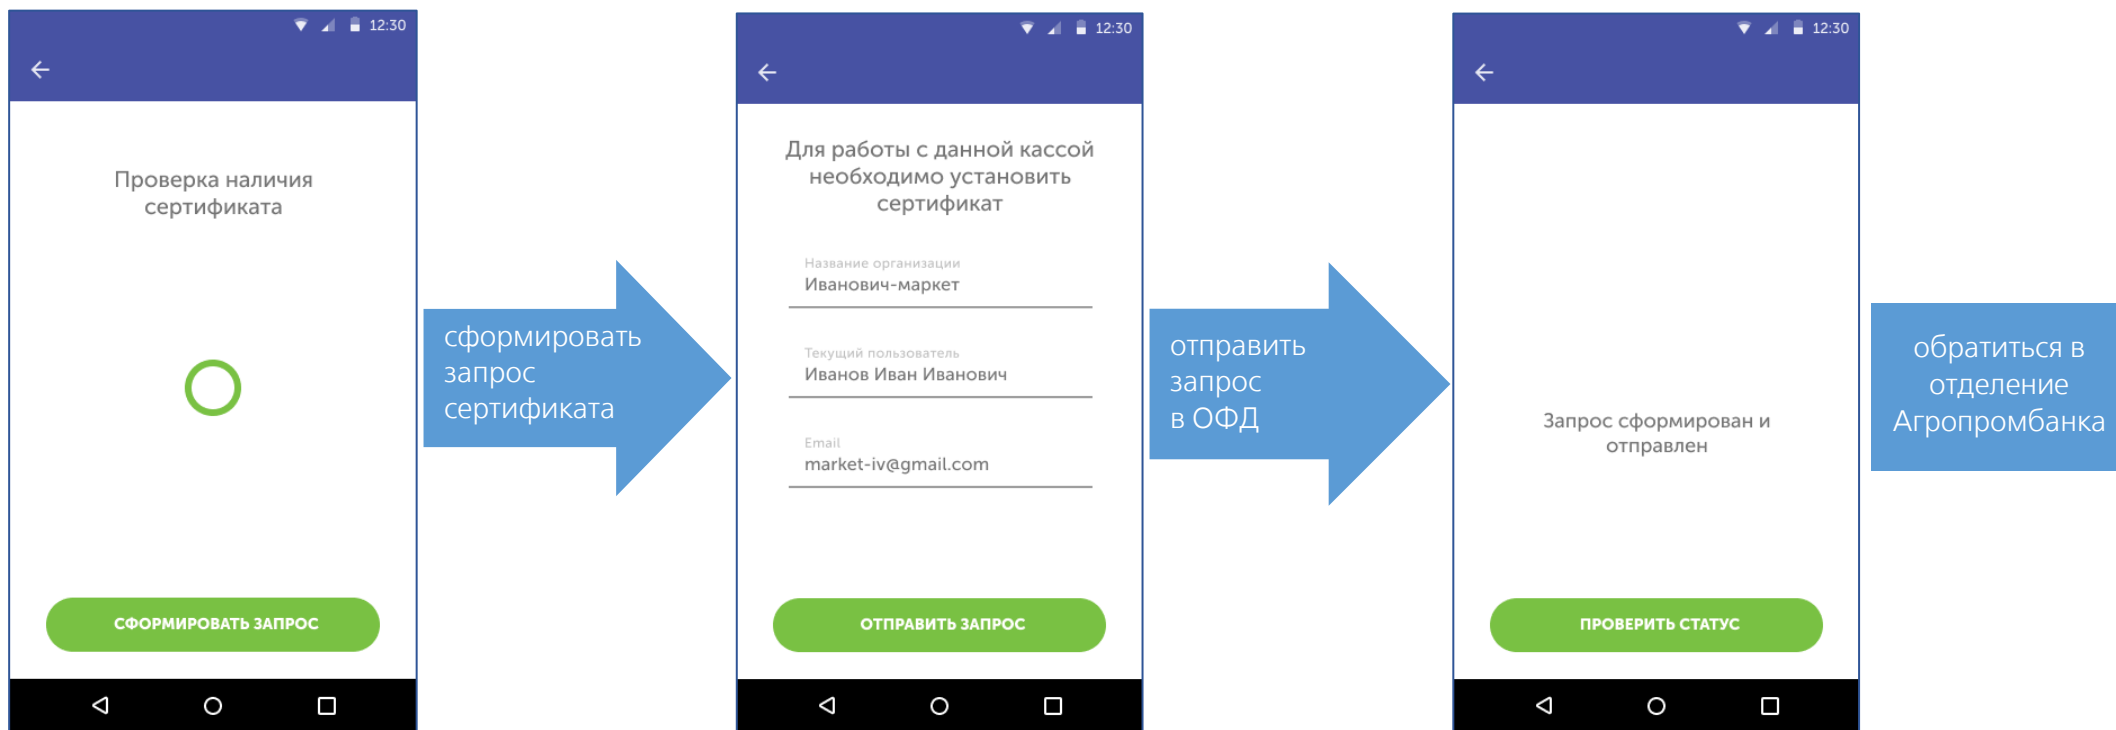 12:30
Проверка наличия
сертификата
СФОРМИРОВАТЬ ЗАПРОС
сформировать
запрос
сертификата
12:30
Для работы с данной кассой
необходимо установить
сертификат
Название организации
Иванович-маркет
Текущий пользователь
Иванов Иван Иванович
Email
market-iv@gmail.com
ОТПРАВИТЬ ЗАПРОС
отправить
запрос
в ОФД
12:30
Запрос сформирован и
отправлен
ПРОВЕРИТЬ СТАТУС
обратиться в
отделение
Агропромбанка